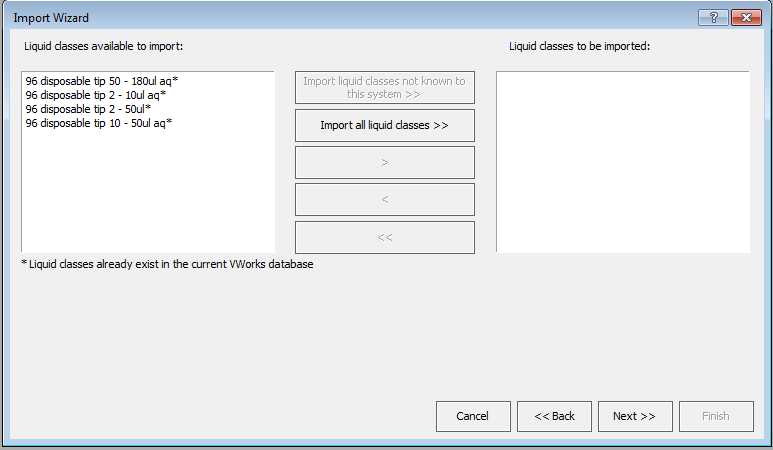 Import Wizard
?
Liquid classes available to import:
Liquid classes to be imported:
96 disposable tip 50 - 180ul aq*
96 disposable tip 2 - 10ul aq*
96 disposable tip 2 - 50ul*
96 disposable tip 10 - 50ul aq*
Import liquid classes not known to
this system >>
Import all liquid classes >>
>
<
<<
* Liquid classes already exist in the current VWorks database
Cancel
<< Back
Next >>
Finish